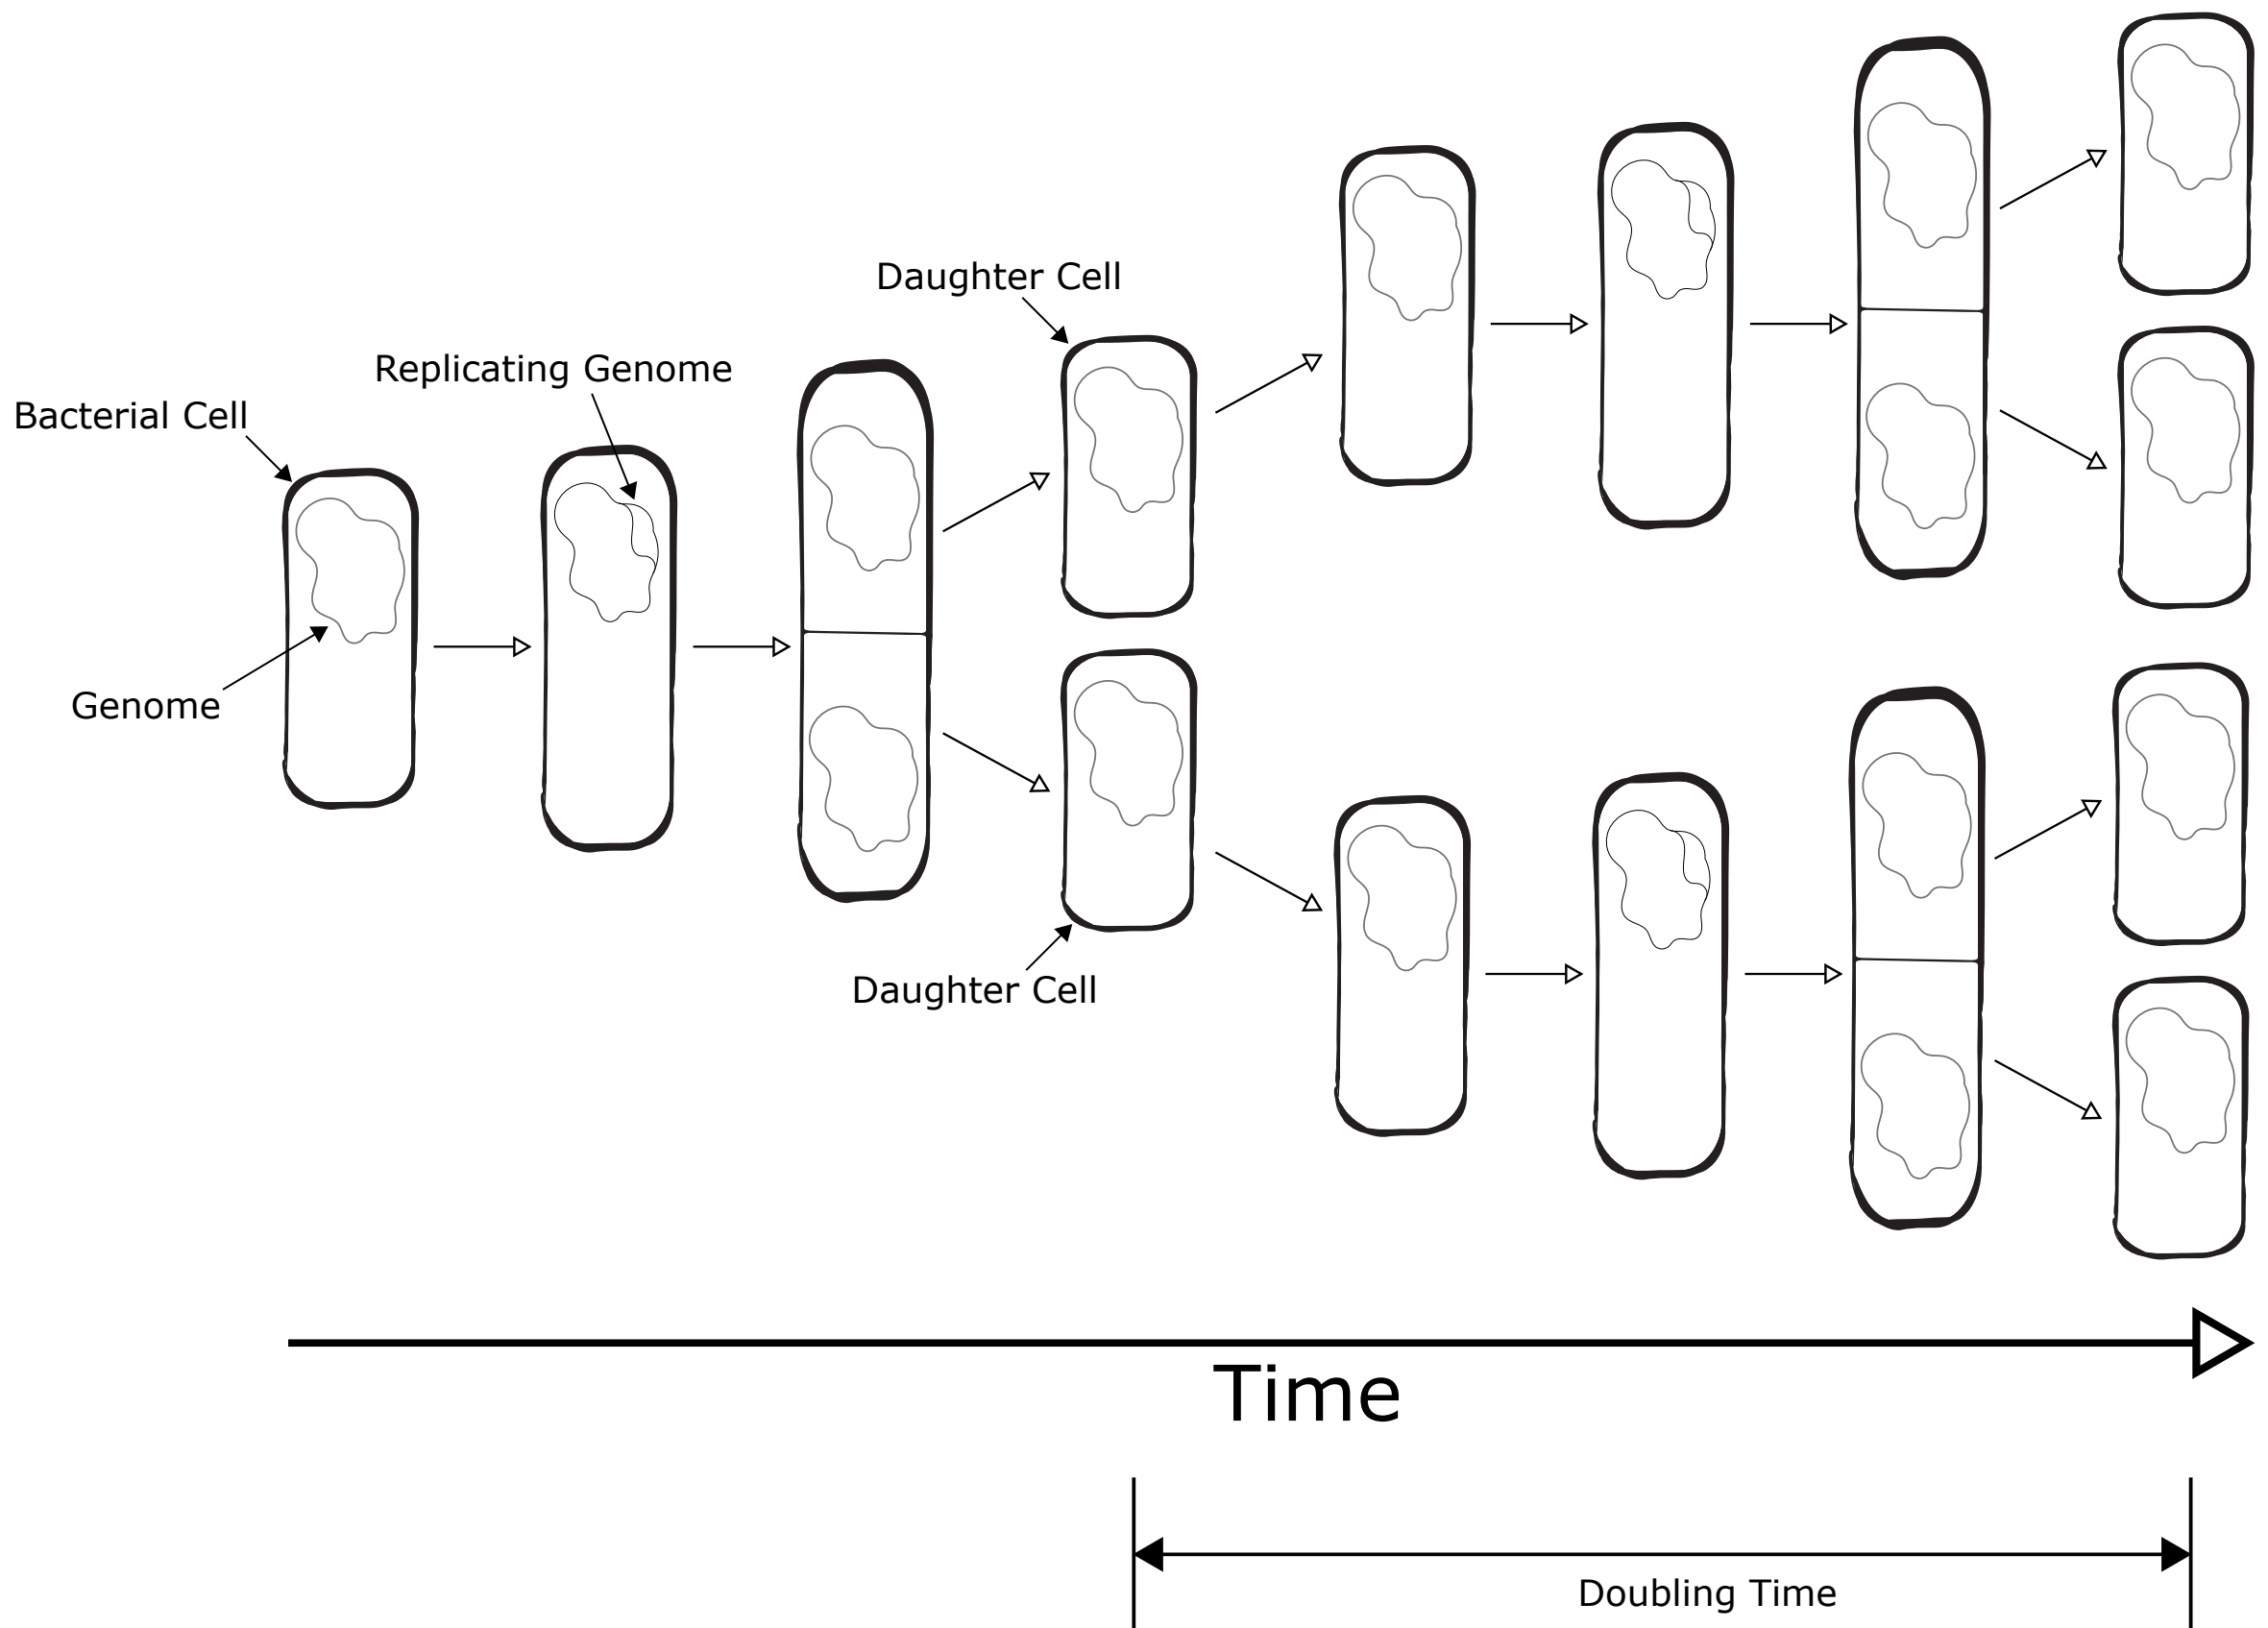 Daughter Cell
Replicating Genome
Bacterial Cell
Genome
Daughter Cell
Time
Doubling Time